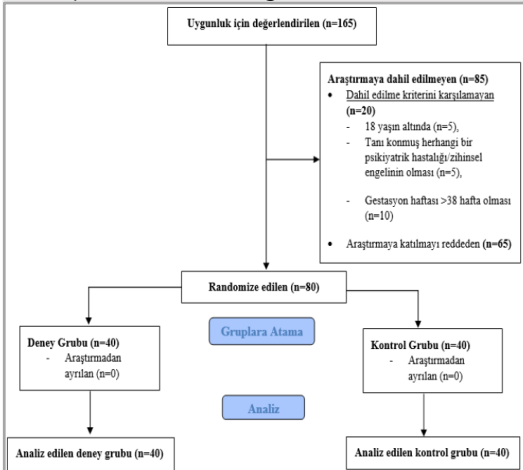 Uygunluk için değerlendirilen (n=165)
Araştırmaya dahil edilmeyen (n=85)
• Dahil edilme kriterini karşılamayan
(n=20)
- 18 yaşın altında (n=5),
- Tanı konmuş herhangi bir
psikiyatrik hastalığı/zihinsel
engelinin olması (n=5),
- Gestasyon haftası >38 hafta olması
(n=10)
• Araştırmaya katılmayı reddeden (n=65)
Randomize edilen (n=80)
Gruplara Atama
Deney Grubu (n=40)
- Araştırmadan
ayrılan (n=0)
Kontrol Grubu (n=40)
- Araştırmadan
ayrılan (n=0)
Analiz
Analiz edilen deney grubu (n=40)
Analiz edilen kontrol grubu (n=40)